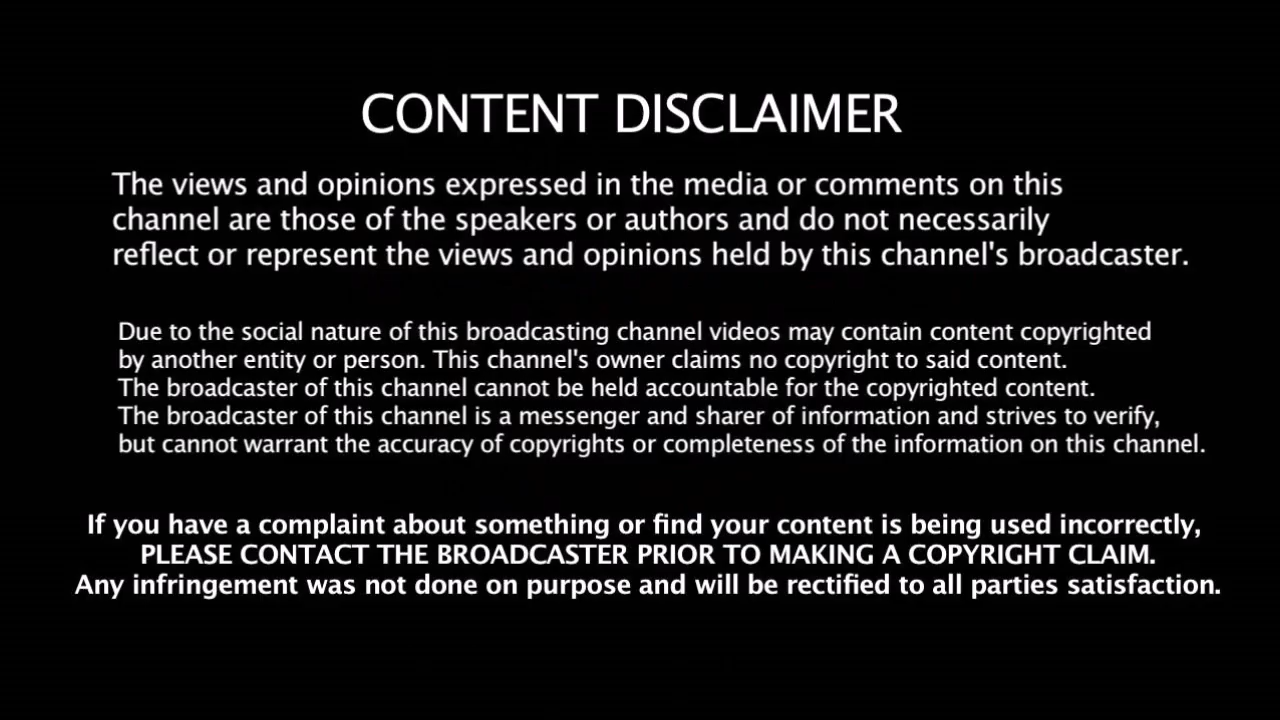 CONTENT DISCLAIMER
The views and opinions expressed in the media or comments on this
channel are those of the speakers or authors and do not necessarily
reflect or represent the views and opinions held by this channel's broadcaster.
Due to the social nature of this broadcasting channel videos may contain content copyrighted
by another entity or person. This channel's owner claims no copyright to said content.
The broadcaster of this channel cannot be held accountable for the copyrighted content.
The broadcaster of this channel is a messenger and sharer of information and strives to verify,
but cannot warrant the accuracy of copyrights or completeness of the information on this channel.
If you have a complaint about something or find your content is being used incorrectly,
PLEASE CONTACT THE BROADCASTER PRIOR TO MAKING A COPYRIGHT CLAIM.
Any infringement was not done on purpose and will be rectified to all parties satisfaction.